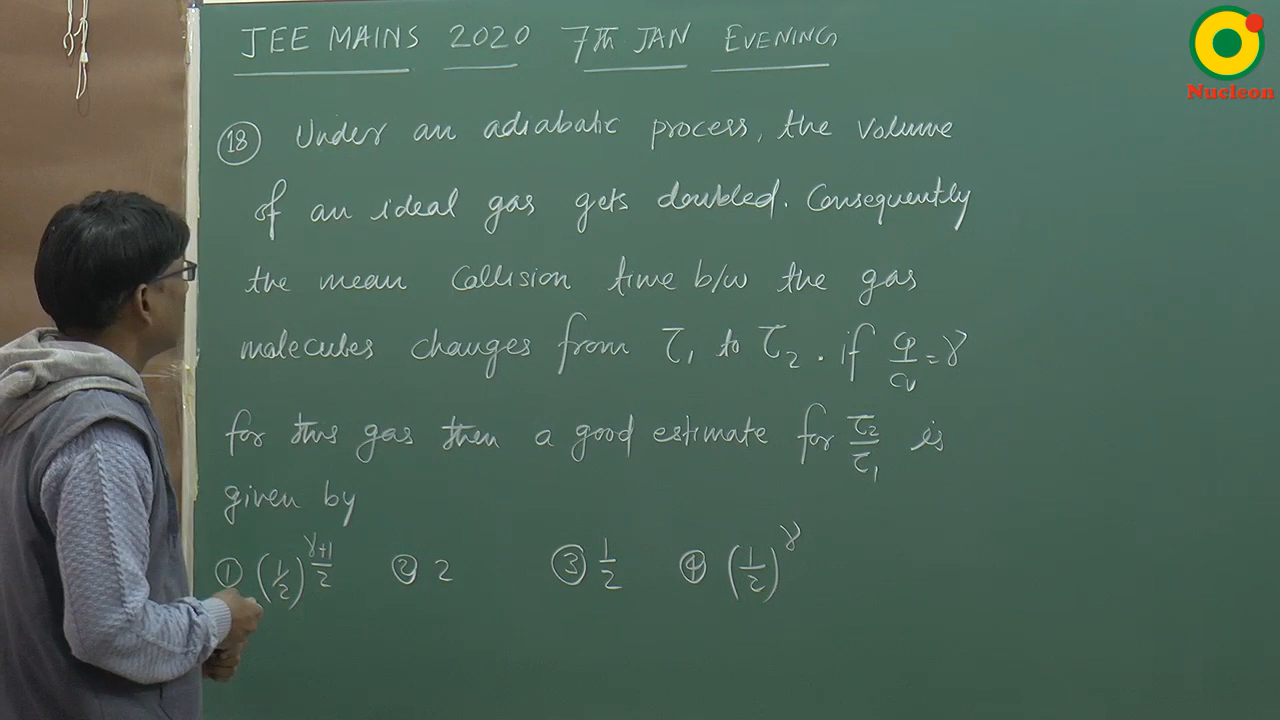 JEE MAINS 2020 7th JAN EVENING
Nucleon
(18) Under an adiabatic process, the volume
of an ideal gas gets doubled. Consequently
the mean collision time b/w the gas
molecules changes from τ₁ to τ₂. if Cp/Cv = γ
for this gas then a good estimate for τ₂/τ₁ is
given by
① (1/2)^((γ+1)/2) ② 2 ③ 1/2 ④ (1/2)^γ